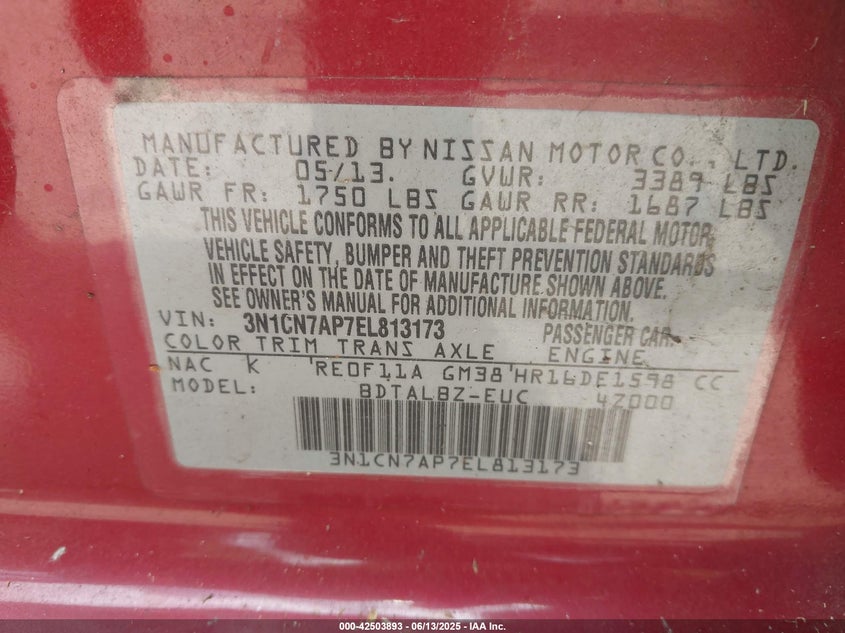 MANUFACTURED BY NISSAN MOTOR CO., LTD.
DATE: 05/13. GVWR: 3389 LBS
GAWR FR: 1750 LBS GAWR RR: 1687 LBS
THIS VEHICLE CONFORMS TO ALL APPLICABLE FEDERAL MOTOR
VEHICLE SAFETY, BUMPER AND THEFT PREVENTION STANDARDS
IN EFFECT ON THE DATE OF MANUFACTURE SHOWN ABOVE.
SEE OWNER'S MANUAL FOR ADDITIONAL INFORMATION.
VIN: 3N1CN7AP7EL813173 PASSENGER CAR.
COLOR TRIM TRANS AXLE ENGINE
NAC K RE0F11A GM38 HR16DE1598 CC
MODEL: BDTALBZ-EUC 4Z000
3N1CN7AP7EL813173
000-42503893 - 06/13/2025 - IAA Inc.